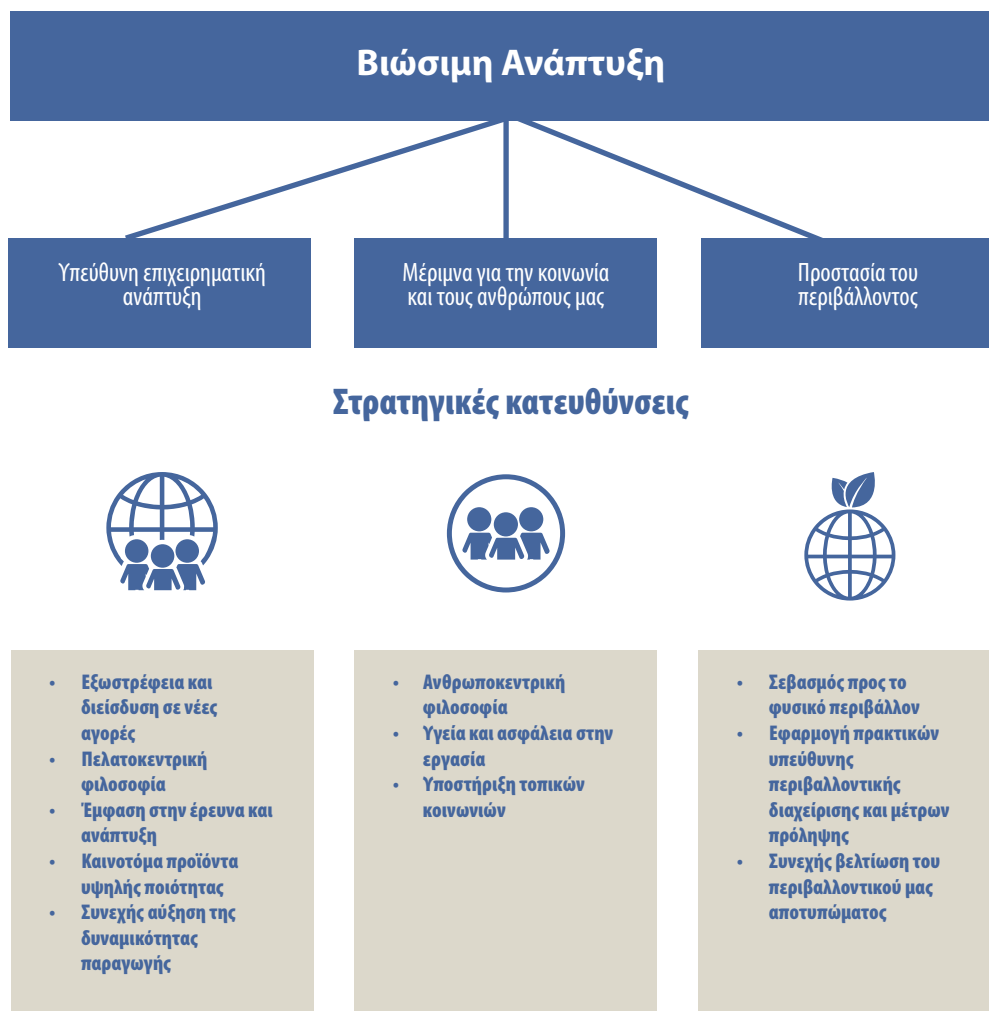 Βιώσιμη Ανάπτυξη
Υπεύθυνη επιχειρηματική
ανάπτυξη
Μέριμνα για την κοινωνία
και τους ανθρώπους μας
Προστασία του
περιβάλλοντος
Στρατηγικές κατευθύνσεις
• Εξωστρέφεια και
διείσδυση σε νέες
αγορές
• Πελατοκεντρική
φιλοσοφία
• Έμφαση στην έρευνα και
ανάπτυξη
• Καινοτόμα προϊόντα
υψηλής ποιότητας
• Συνεχής αύξηση της
δυναμικότητας
παραγωγής
• Ανθρωποκεντρική
φιλοσοφία
• Υγεία και ασφάλεια στην
εργασία
• Υποστήριξη τοπικών
κοινωνιών
• Σεβασμός προς το
φυσικό περιβάλλον
• Εφαρμογή πρακτικών
υπεύθυνης
περιβαλλοντικής
διαχείρισης και μέτρων
πρόληψης
• Συνεχής βελτίωση του
περιβαλλοντικού μας
αποτυπώματος